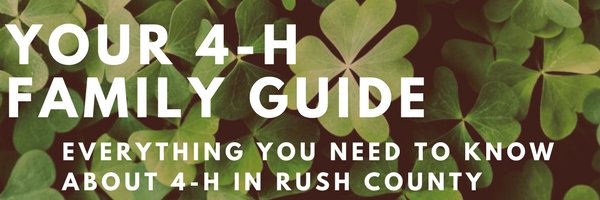 YOUR 4-H
FAMILY GUIDE
EVERYTHING YOU NEED TO KNOW
ABOUT 4-H IN RUSH COUNTY